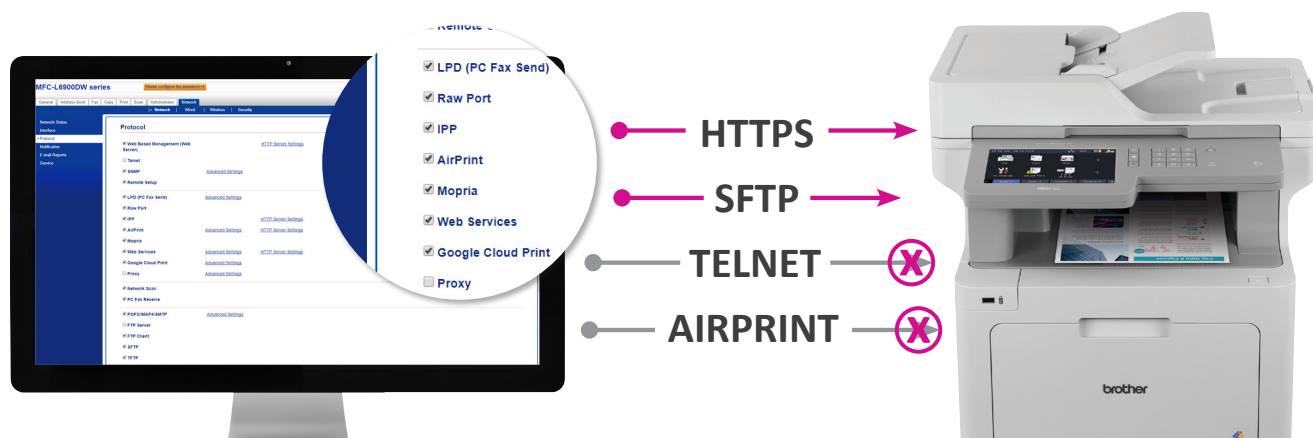 MFC-L6900DW series
Please configure the password >>
General | Address Book | Fax | Copy | Print | Scan | Administrator | Network
Network | Wired | Wireless | Security
Network Status
Interface
Protocol
Notification
E-mail Reports
Service
Protocol
Web Based Management (Web Server) HTTP Server Settings
Telnet
SNMP Advanced Settings
Remote Setup
LPD (PC Fax Send) Advanced Settings
Raw Port
IPP HTTP Server Settings
AirPrint Advanced Settings HTTP Server Settings
Mopria
Web Services Advanced Settings HTTP Server Settings
Google Cloud Print Advanced Settings
Proxy Advanced Settings
Network Scan
PC Fax Receive
POP3/IMAP4/SMTP Advanced Settings
FTP Server
FTP Client
SFTP
TFTP
LPD (PC Fax Send)
Raw Port
IPP
AirPrint
Mopria
Web Services
Google Cloud Print
Proxy
HTTPS
SFTP
TELNET X
AIRPRINT X
brother